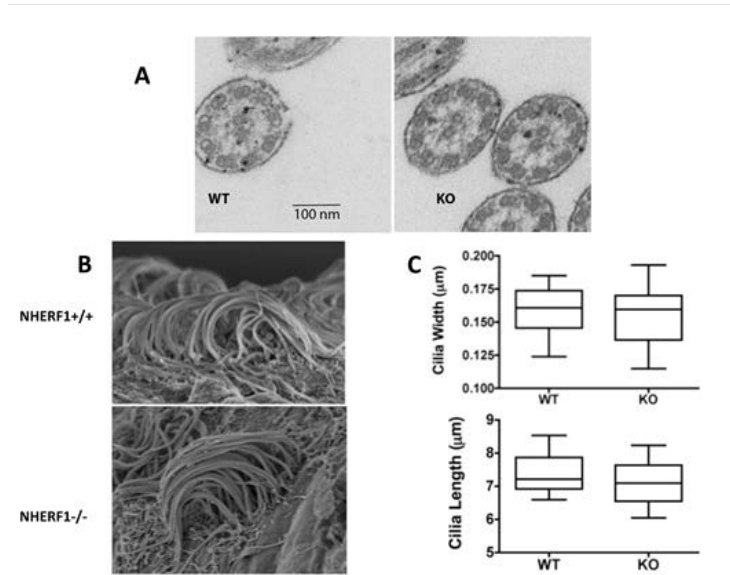 A
WT
100 nm
KO
B
NHERF1+/+
NHERF1-/-
C
Cilia Width (μm)
0.200
0.175
0.150
0.125
0.100
WT KO
Cilia Length (μm)
9
8
7
6
5
WT KO